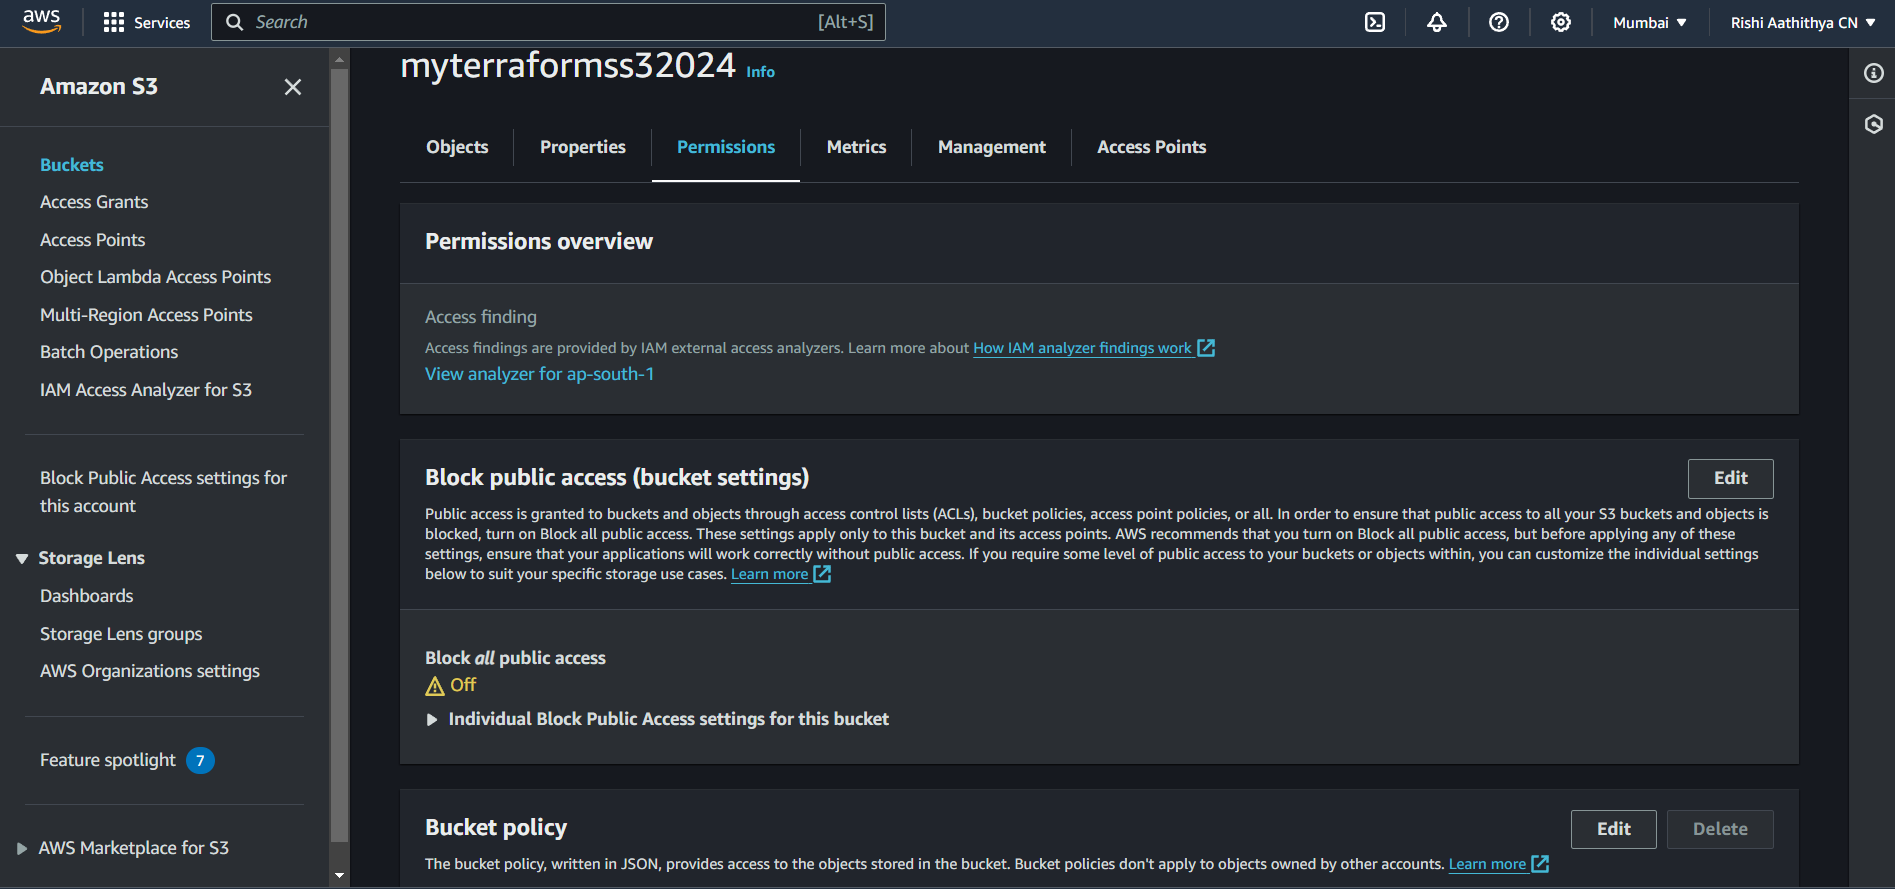 aws
Services
Search
[Alt+S]
Mumbai
Rishi Aathithya CN
Amazon S3
Buckets
Access Grants
Access Points
Object Lambda Access Points
Multi-Region Access Points
Batch Operations
IAM Access Analyzer for S3
Block Public Access settings for
this account
Storage Lens
Dashboards
Storage Lens groups
AWS Organizations settings
Feature spotlight 7
AWS Marketplace for S3
myterraformss32024 Info
Objects
Properties
Permissions
Metrics
Management
Access Points
Permissions overview
Access finding
Access findings are provided by IAM external access analyzers. Learn more about How IAM analyzer findings work
View analyzer for ap-south-1
Block public access (bucket settings)
Edit
Public access is granted to buckets and objects through access control lists (ACLs), bucket policies, access point policies, or all. In order to ensure that public access to all your S3 buckets and objects is
blocked, turn on Block all public access. These settings apply only to this bucket and its access points. AWS recommends that you turn on Block all public access, but before applying any of these
settings, ensure that your applications will work correctly without public access. If you require some level of public access to your buckets or objects within, you can customize the individual settings
below to suit your specific storage use cases. Learn more
Block all public access
Off
Individual Block Public Access settings for this bucket
Bucket policy
Edit
Delete
The bucket policy, written in JSON, provides access to the objects stored in the bucket. Bucket policies don't apply to objects owned by other accounts. Learn more